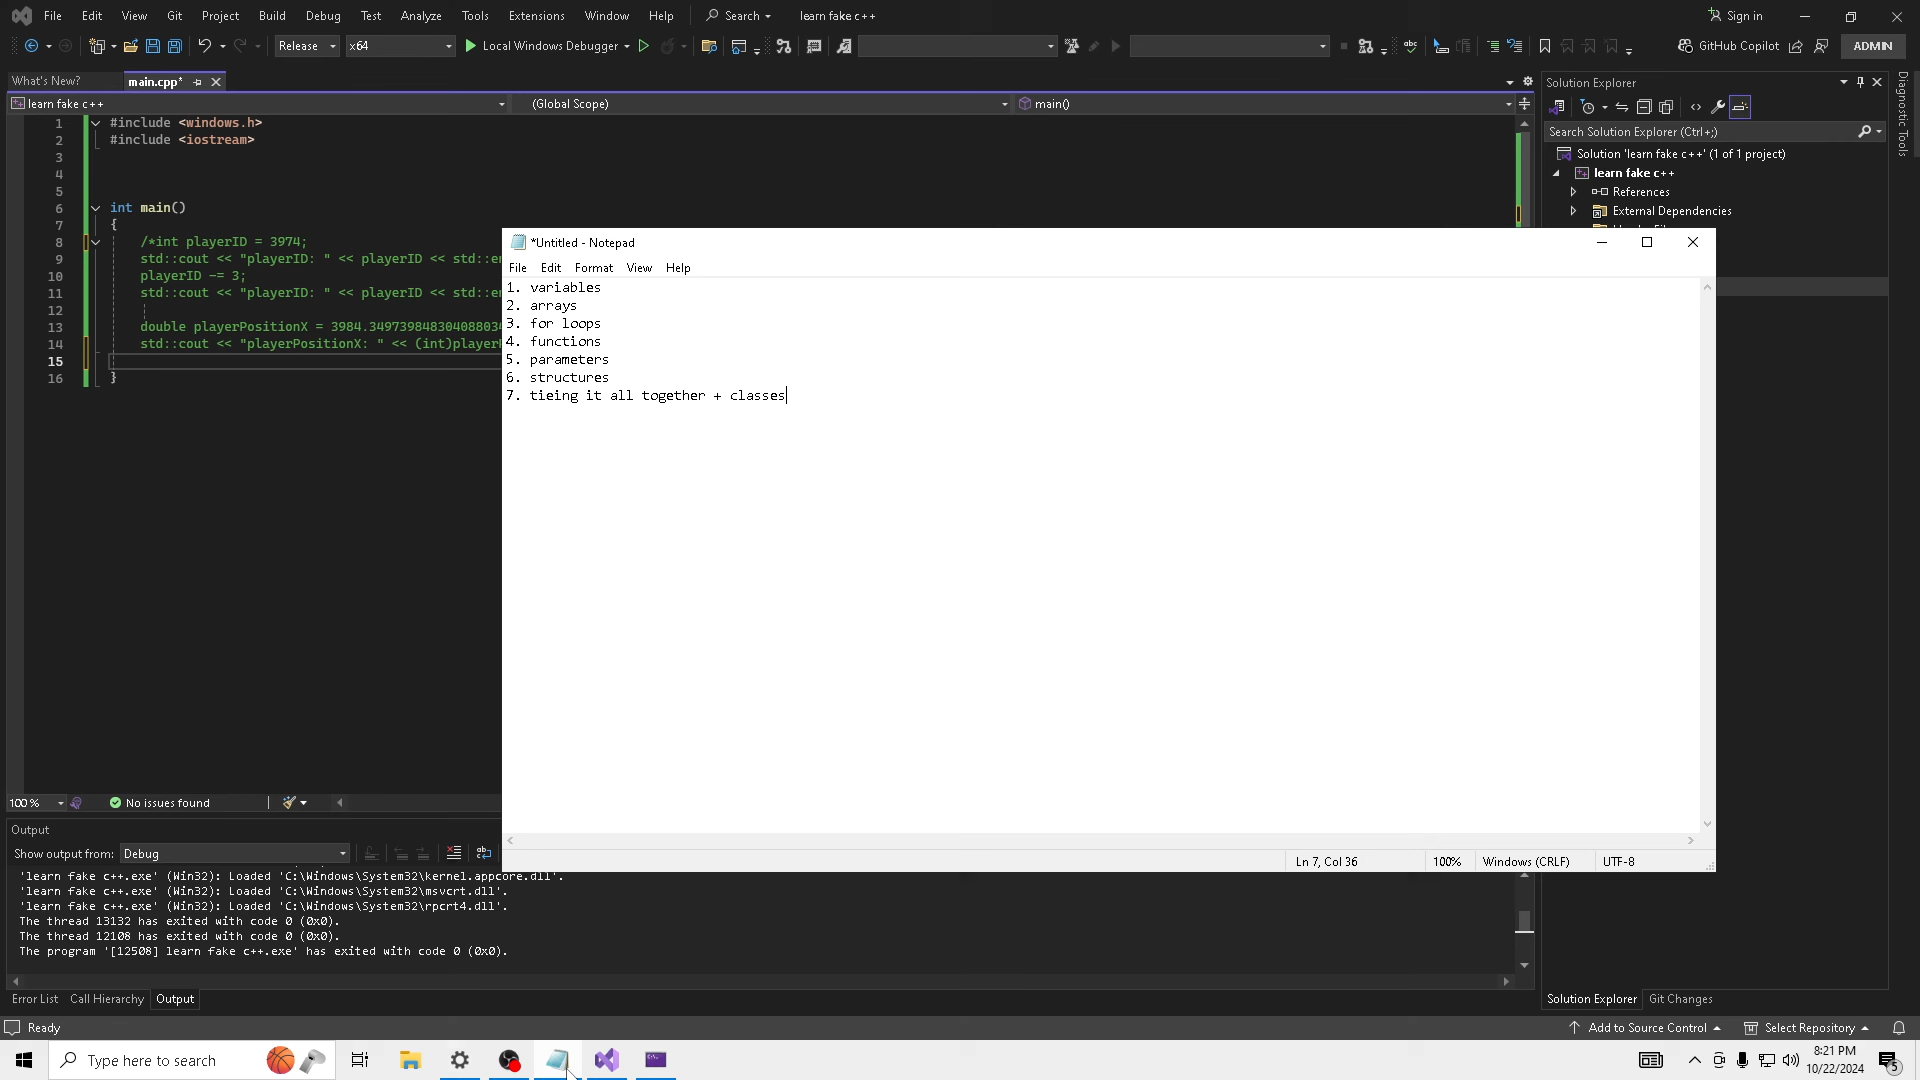 File Edit View Git Project Build Debug Test Analyze Tools Extensions Window Help Search learn fake c++ Sign in
Release x64 Local Windows Debugger GitHub Copilot ADMIN
What's New? main.cpp*
learn fake c++ (Global Scope) main()
1 #include <windows.h>
2 #include <iostream>
3
4
5
6 int main()
7 {
8 /*int playerID = 3974;
9 std::cout << "playerID: " << playerID << std::en
10 playerID -= 3;
11 std::cout << "playerID: " << playerID << std::en
12
13 double playerPositionX = 3984.349739848304088034
14 std::cout << "playerPositionX: " << (int)player
15
16 }
100 % No issues found
Output
Show output from: Debug
'learn fake c++.exe' (Win32): Loaded 'C:\Windows\System32\kernel.appcore.dll'.
'learn fake c++.exe' (Win32): Loaded 'C:\Windows\System32\msvcrt.dll'.
'learn fake c++.exe' (Win32): Loaded 'C:\Windows\System32\rpcrt4.dll'.
The thread 13132 has exited with code 0 (0x0).
The thread 12108 has exited with code 0 (0x0).
The program '[12508] learn fake c++.exe' has exited with code 0 (0x0).
Error List Call Hierarchy Output
*Untitled - Notepad
File Edit Format View Help
1. variables
2. arrays
3. for loops
4. functions
5. parameters
6. structures
7. tieing it all together + classes
Ln 7, Col 36 100% Windows (CRLF) UTF-8
Solution Explorer
Search Solution Explorer (Ctrl+;)
Solution 'learn fake c++' (1 of 1 project)
learn fake c++
References
External Dependencies
Solution Explorer Git Changes
Diagnostic Tools
Ready Add to Source Control Select Repository
Type here to search
8:21 PM
10/22/2024
5